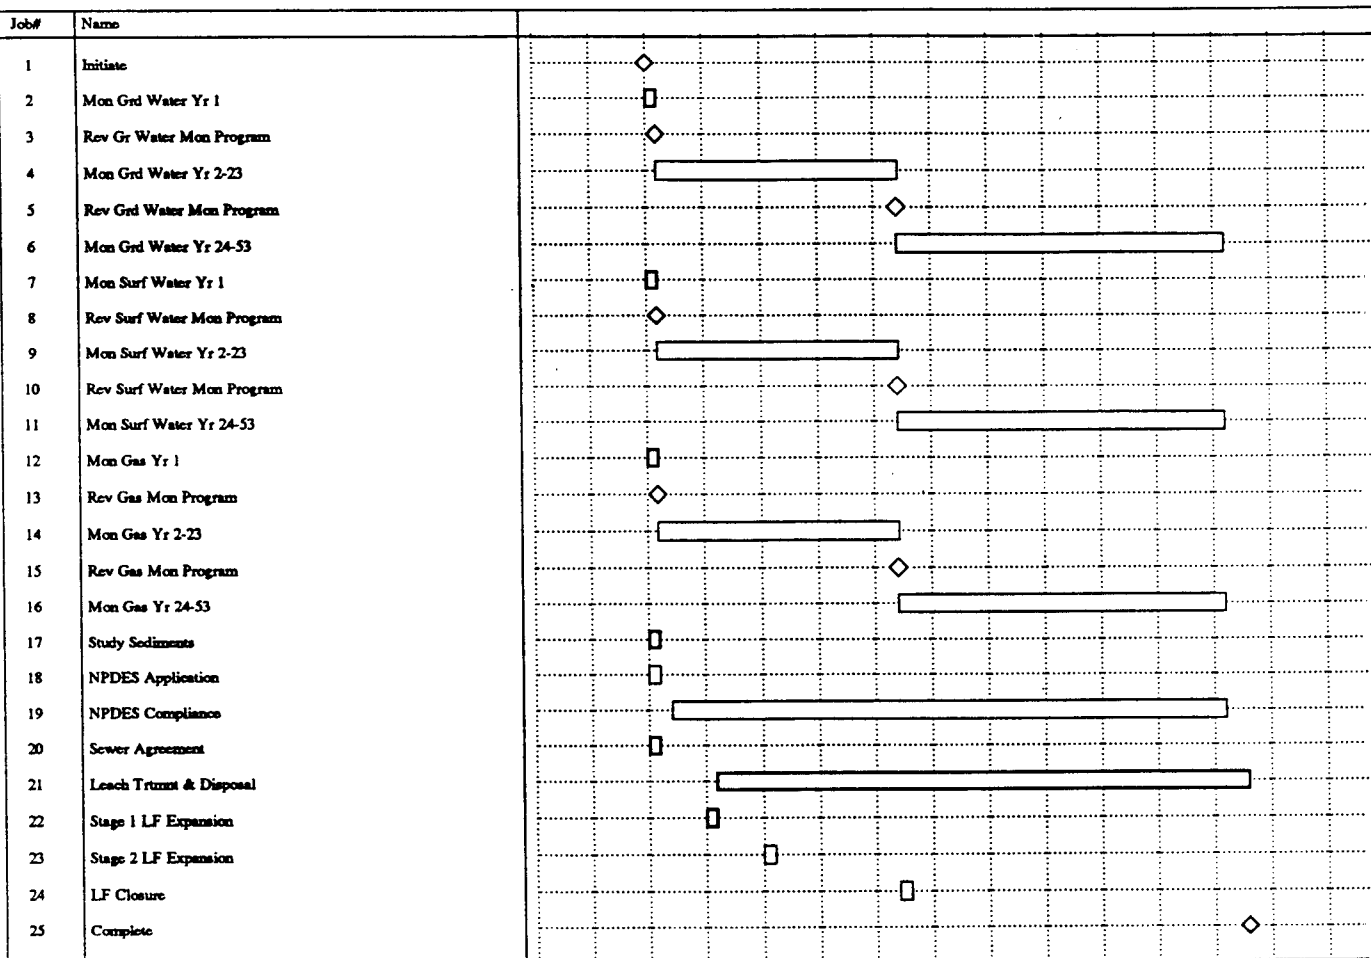 Job# Name
1 Initiate
2 Mon Grd Water Yr 1
3 Rev Gr Water Mon Program
4 Mon Grd Water Yr 2-23
5 Rev Grd Water Mon Program
6 Mon Grd Water Yr 24-53
7 Mon Surf Water Yr 1
8 Rev Surf Water Mon Program
9 Mon Surf Water Yr 2-23
10 Rev Surf Water Mon Program
11 Mon Surf Water Yr 24-53
12 Mon Gas Yr 1
13 Rev Gas Mon Program
14 Mon Gas Yr 2-23
15 Rev Gas Mon Program
16 Mon Gas Yr 24-53
17 Study Sediments
18 NPDES Application
19 NPDES Compliance
20 Sewer Agreement
21 Leach Trtmnt & Disposal
22 Stage 1 LF Expansion
23 Stage 2 LF Expansion
24 LF Closure
25 Complete